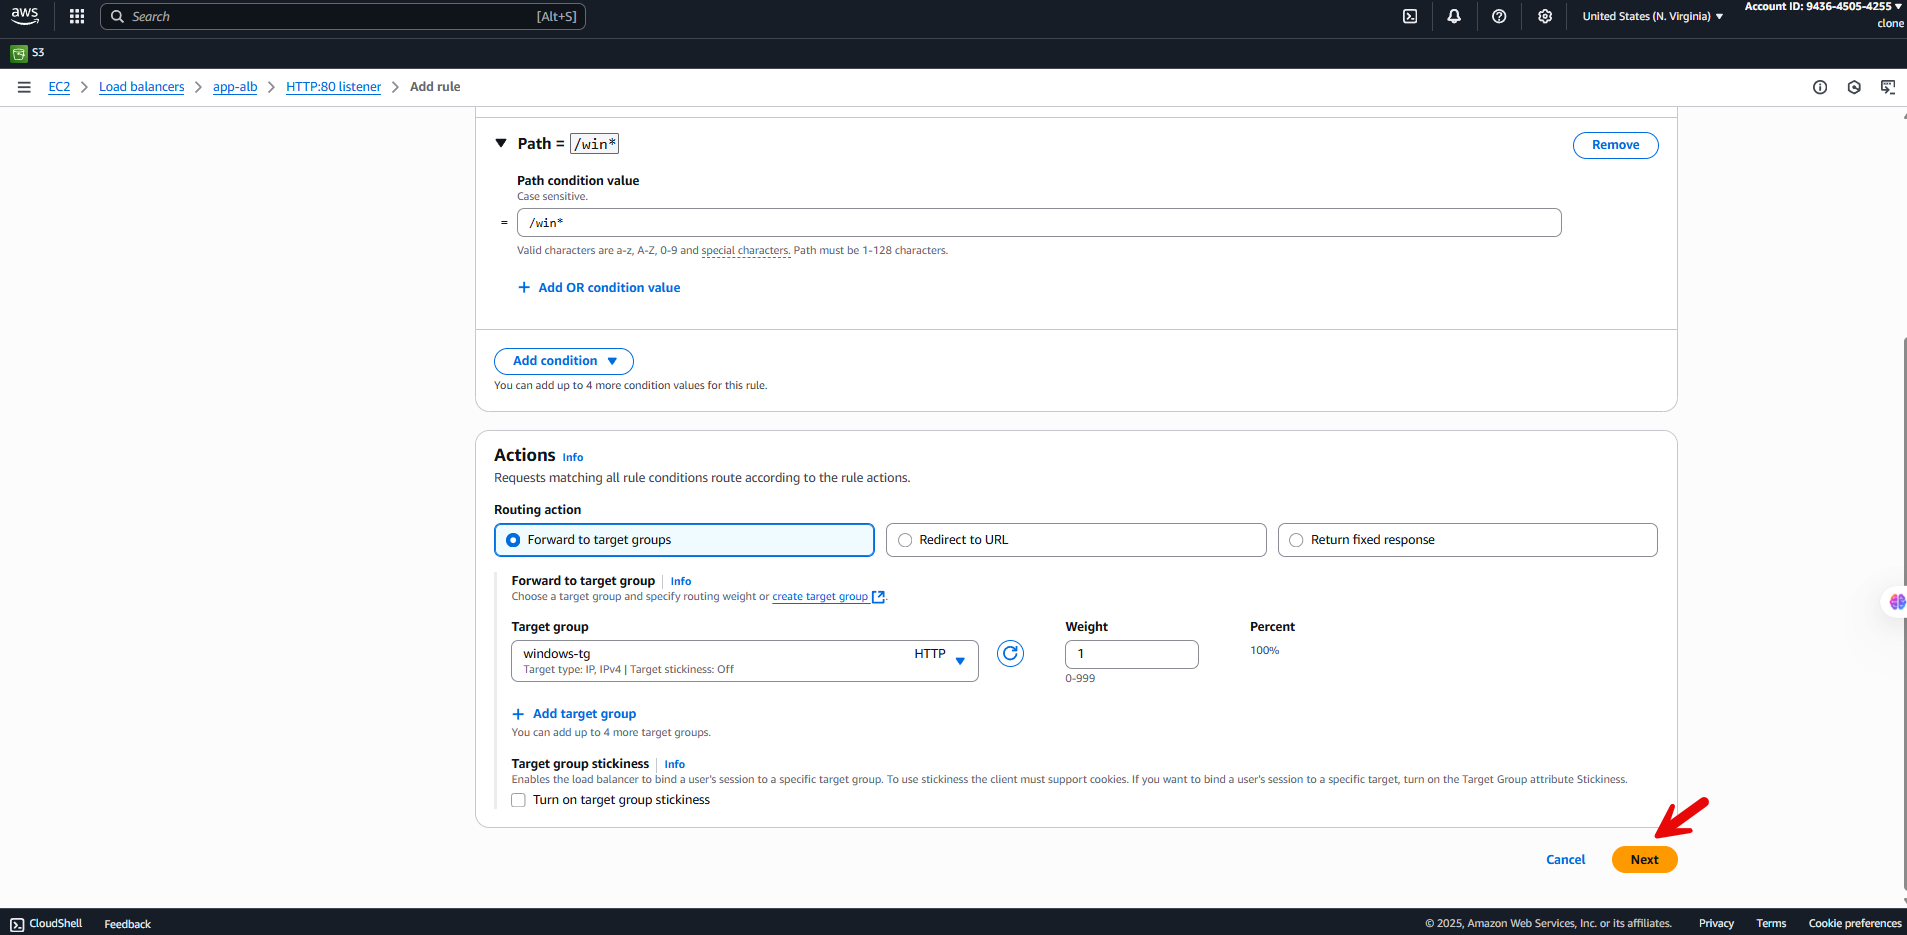 aws
Search [Alt+S]
United States (N. Virginia)
Account ID: 9436-4505-4255
clone
S3
EC2 Load balancers app-alb HTTP:80 listener Add rule
Path = /win*
Remove
Path condition value
Case sensitive.
= /win*
Valid characters are a-z, A-Z, 0-9 and special characters. Path must be 1-128 characters.
+ Add OR condition value
Add condition
You can add up to 4 more condition values for this rule.
Actions Info
Requests matching all rule conditions route according to the rule actions.
Routing action
Forward to target groups Redirect to URL Return fixed response
Forward to target group Info
Choose a target group and specify routing weight or create target group.
Target group Weight Percent
windows-tg HTTP 1 100%
Target type: IP, IPv4 | Target stickiness: Off
0-999
+ Add target group
You can add up to 4 more target groups.
Target group stickiness Info
Enables the load balancer to bind a user's session to a specific target group. To use stickiness the client must support cookies. If you want to bind a user's session to a specific target, turn on the Target Group attribute Stickiness.
Turn on target group stickiness
Cancel Next
CloudShell Feedback © 2025, Amazon Web Services, Inc. or its affiliates. Privacy Terms Cookie preferences